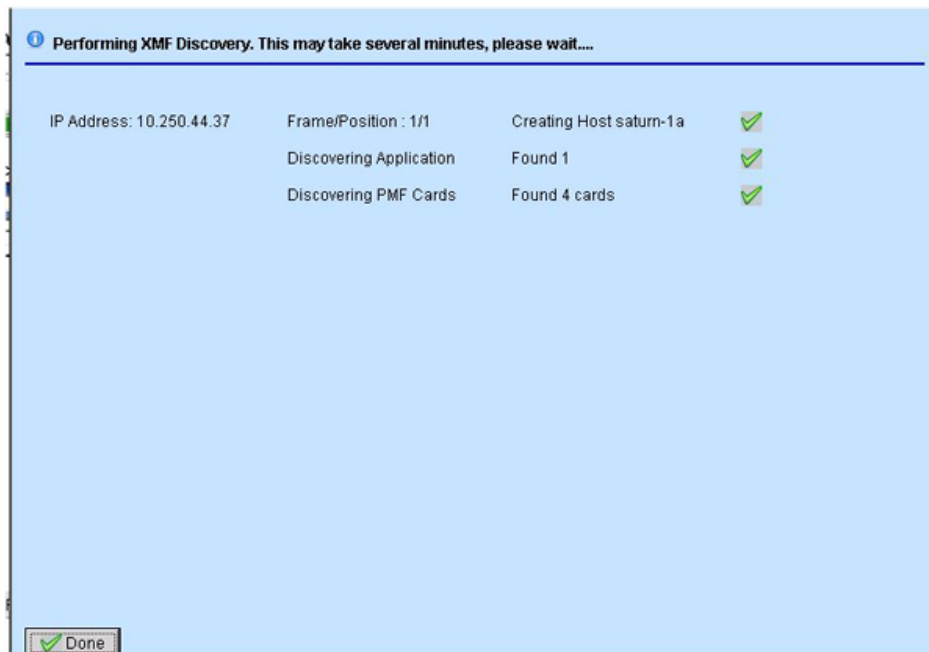 Performing XMF Discovery. This may take several minutes, please wait....
IP Address: 10.250.44.37 Frame/Position : 1/1 Creating Host saturn-1a
Discovering Application Found 1
Discovering PMF Cards Found 4 cards
Done